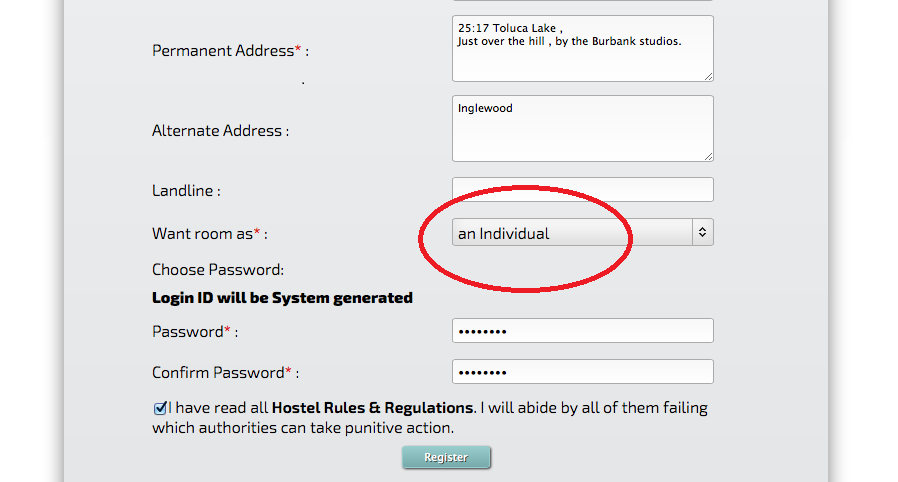 Permanent Address* :
25:17 Toluca Lake ,
Just over the hill , by the Burbank studios.
.
Alternate Address :
Inglewood
Landline :
Want room as* :
an Individual
Choose Password:
Login ID will be System generated
Password* :
••••••••
Confirm Password* :
••••••••
I have read all Hostel Rules & Regulations. I will abide by all of them failing
which authorities can take punitive action.
Register